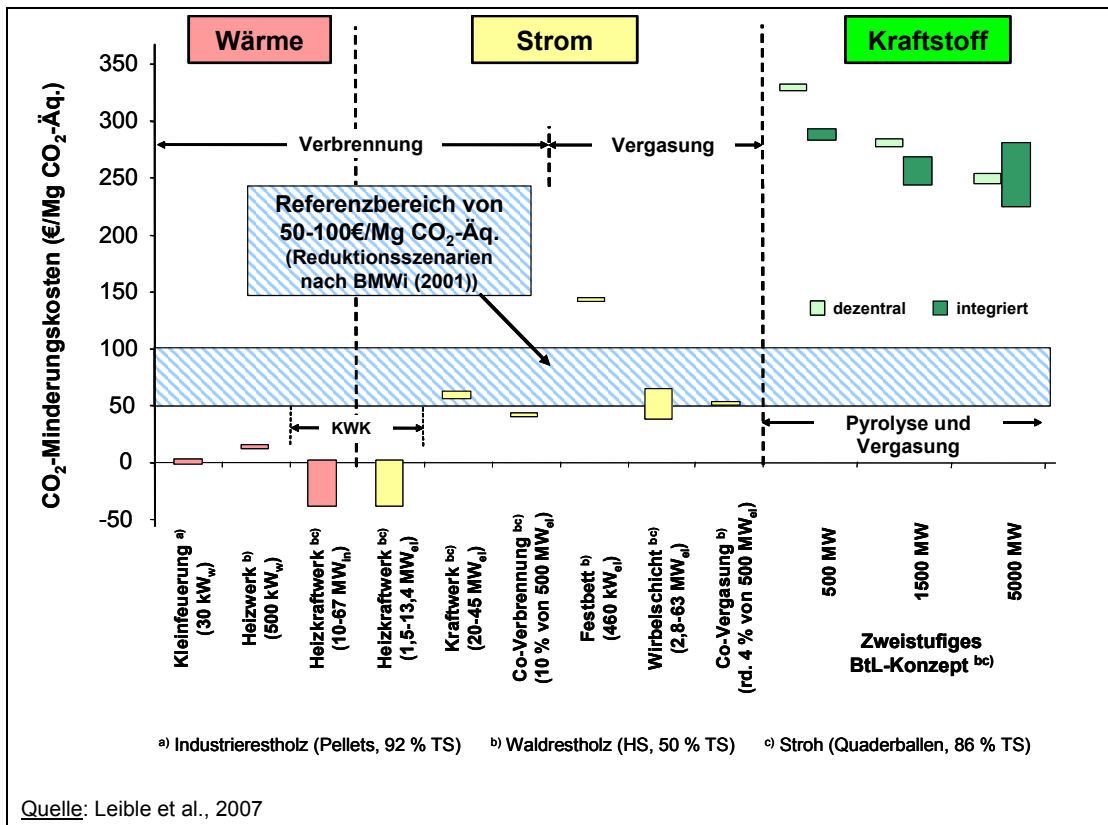 Wärme
Strom
Kraftstoff
CO₂-Minderungskosten (€/Mg CO₂-Äq.)
350
300
250
200
150
100
50
0
-50
Verbrennung
Vergasung
Referenzbereich von
50-100€/Mg CO₂-Äq.
(Reduktionsszenarien
nach BMWi (2001))
dezentral
integriert
KWK
Pyrolyse und
Vergasung
Kleinfeuerung a)
(30 kWw)
Heizwerk b)
(500 kWw)
Heizkraftwerk bc)
(10-67 MWin)
Heizkraftwerk bc)
(1,5-13,4 MWel)
Kraftwerk bc)
(20-45 MWel)
Co-Verbrennung bc)
(10 % von 500 MWel)
Festbett b)
(460 kWel)
Wirbelschicht bc)
(2,8-63 MWel)
Co-Vergasung b)
(rd. 4 % von 500 MWel)
500 MW
1500 MW
5000 MW
Zweistufiges
BtL-Konzept bc)
a) Industrierestholz (Pellets, 92 % TS) b) Waldrestholz (HS, 50 % TS) c) Stroh (Quaderballen, 86 % TS)
Quelle: Leible et al., 2007